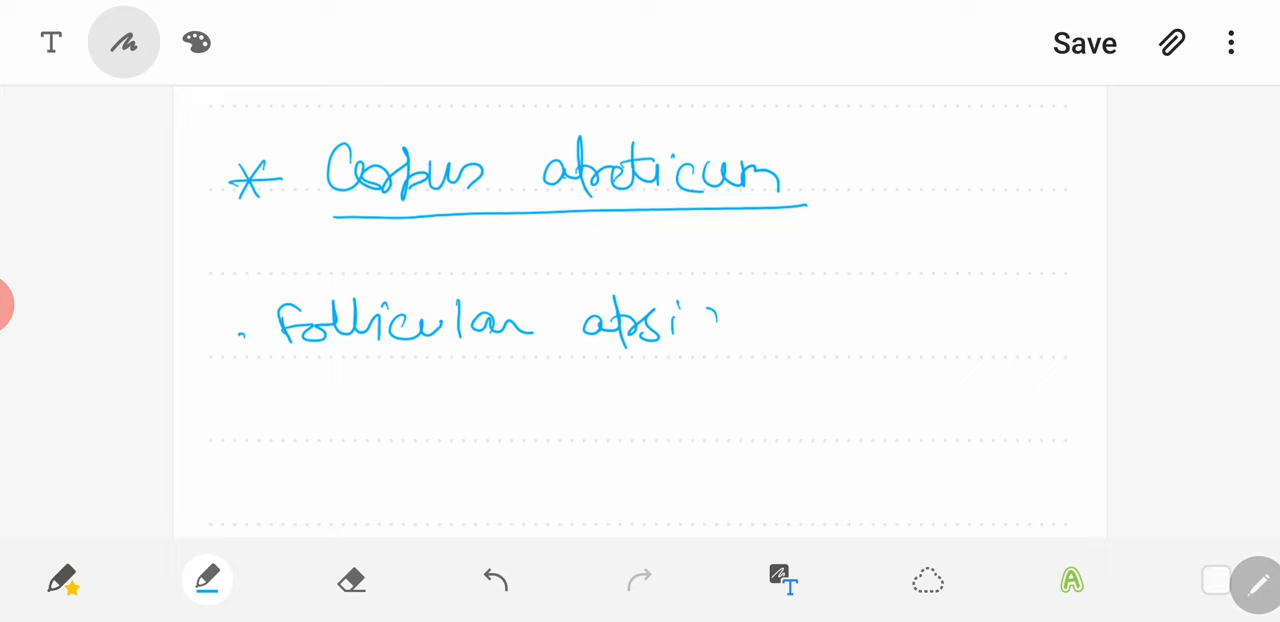 Save
* Corpus atreticum
. Follicular atresi